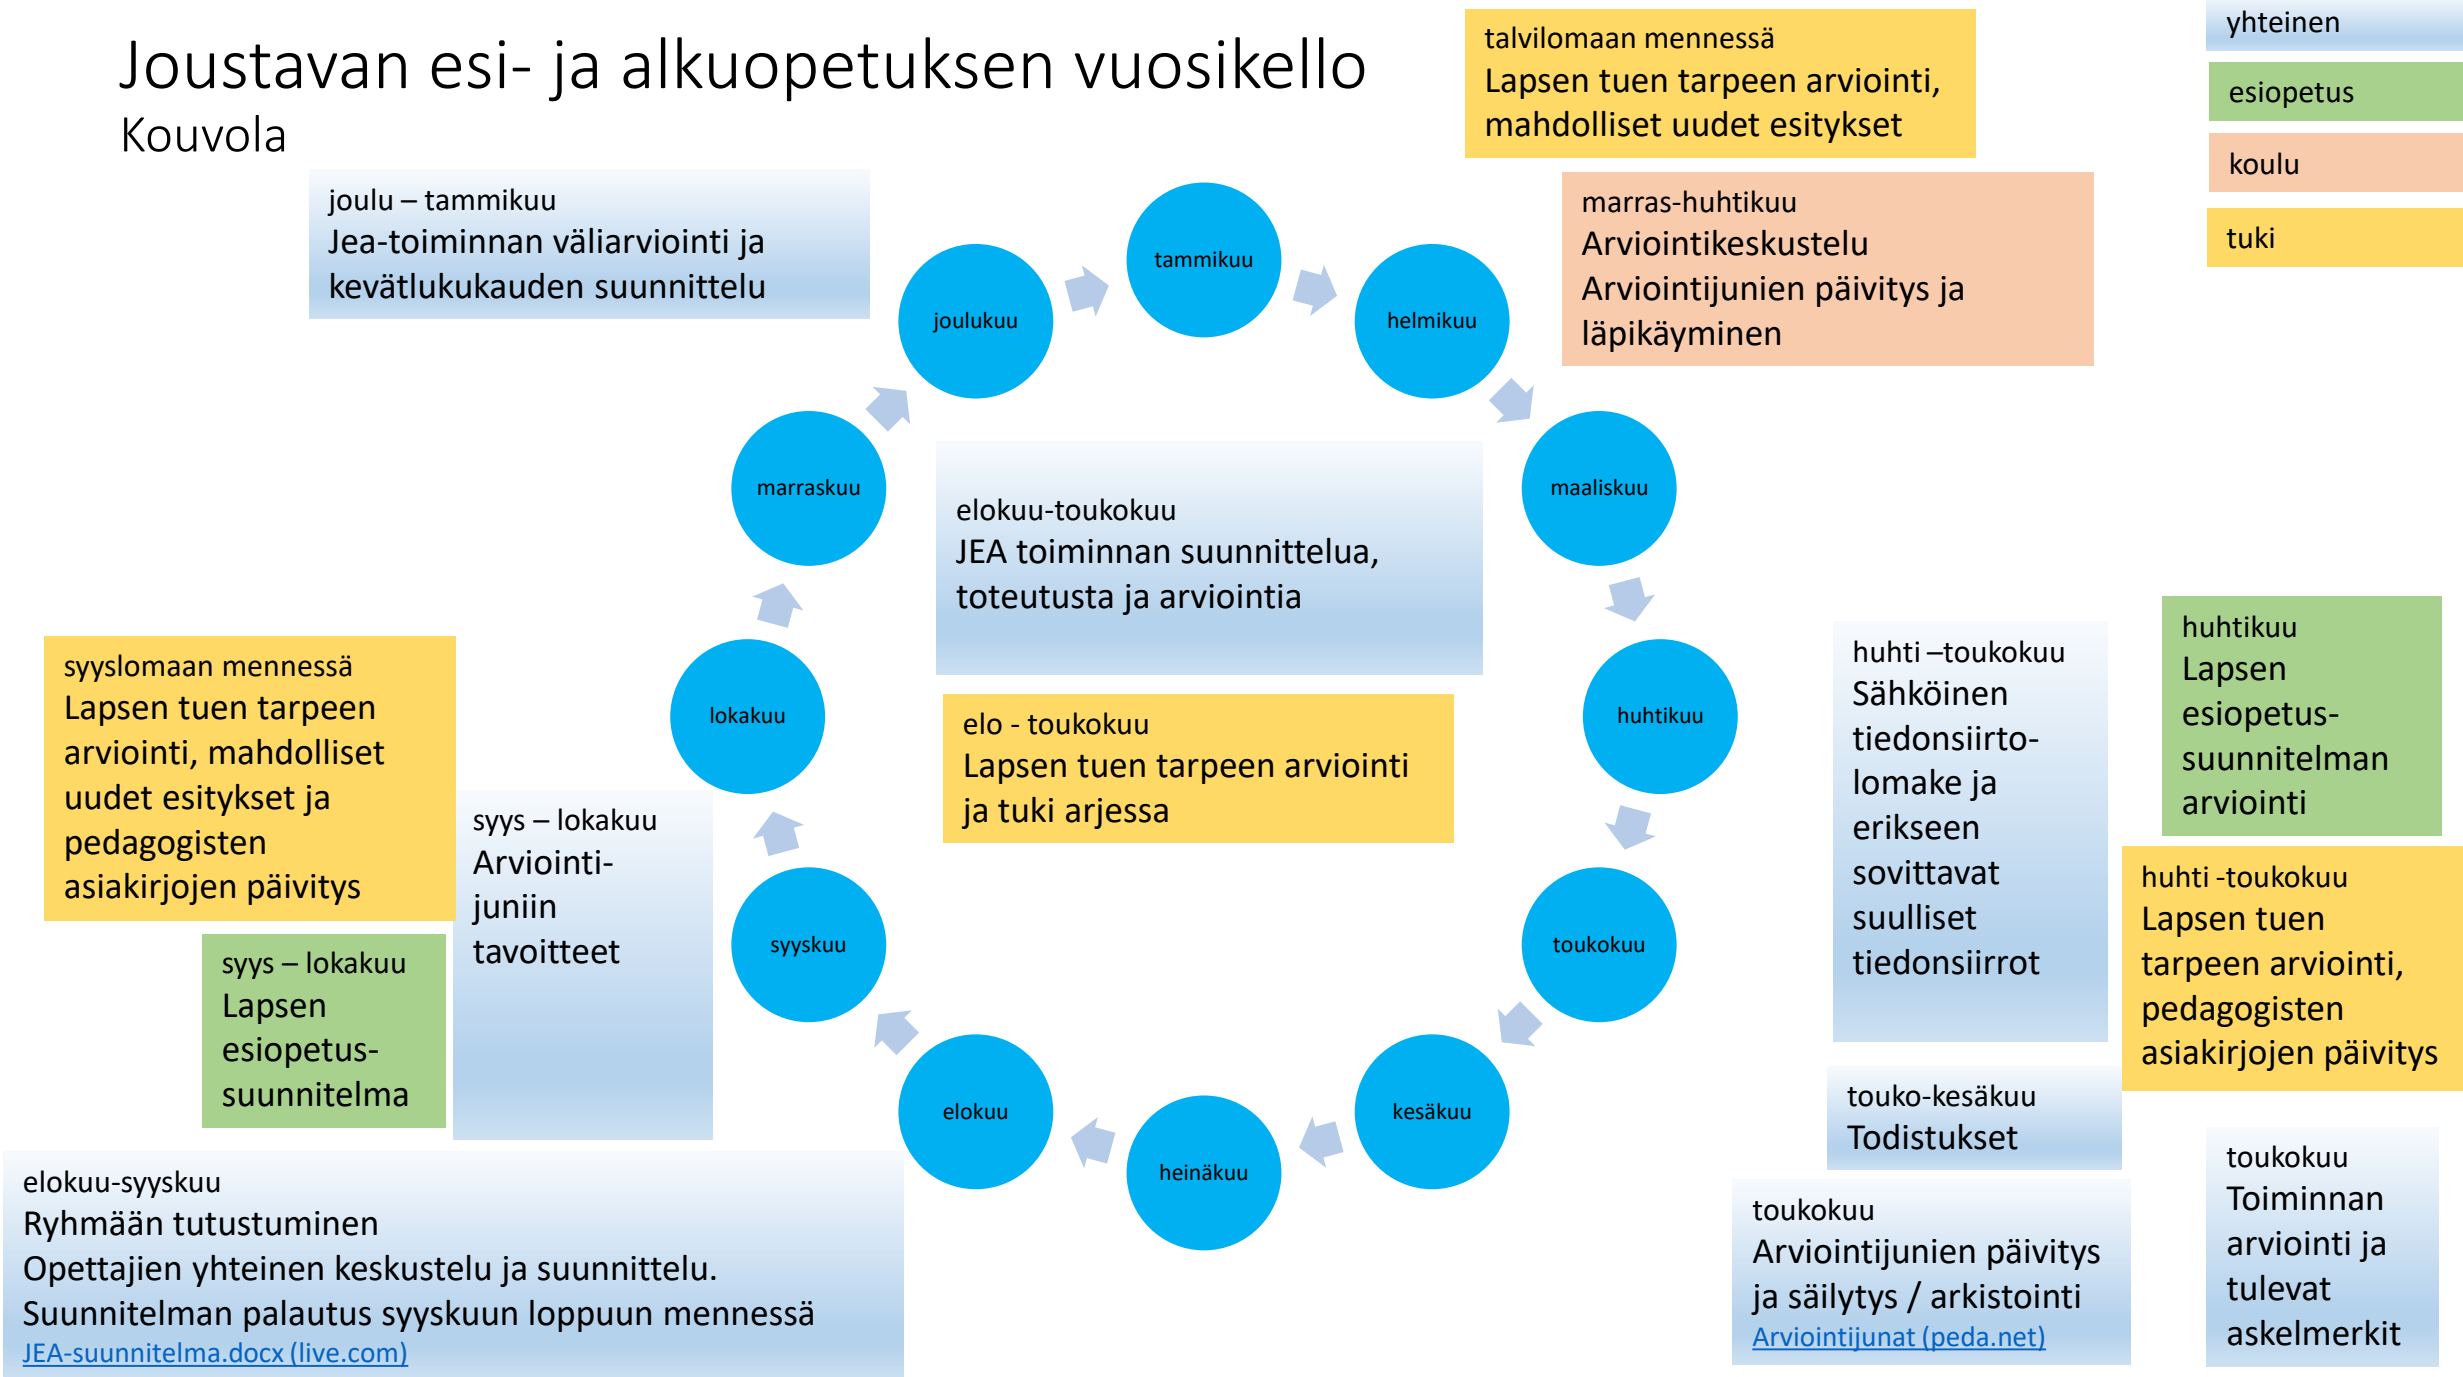 Joustavan esi- ja alkuopetuksen vuosikello
Kouvola
talvilomaan mennessä
Lapsen tuen tarpeen arviointi,
mahdolliset uudet esitykset
yhteinen
esiopetus
koulu
tuki
joulu – tammikuu
Jea-toiminnan väliarviointi ja
kevätlukukauden suunnittelu
marras-huhtikuu
Arviointikeskustelu
Arviointijunien päivitys ja
läpikäyminen
tammikuu
helmikuu
maaliskuu
huhtikuu
toukokuu
kesäkuu
heinäkuu
elokuu
syyskuu
lokakuu
marraskuu
joulukuu
elokuu-toukokuu
JEA toiminnan suunnittelua,
toteutusta ja arviointia
elo - toukokuu
Lapsen tuen tarpeen arviointi
ja tuki arjessa
syyslomaan mennessä
Lapsen tuen tarpeen
arviointi, mahdolliset
uudet esitykset ja
pedagogisten
asiakirjojen päivitys
syys – lokakuu
Arviointi-
juniin
tavoitteet
syys – lokakuu
Lapsen
esiopetus-
suunnitelma
elokuu-syyskuu
Ryhmään tutustuminen
Opettajien yhteinen keskustelu ja suunnittelu.
Suunnitelman palautus syyskuun loppuun mennessä
JEA-suunnitelma.docx (live.com)
huhti –toukokuu
Sähköinen
tiedonsiirto-
lomake ja
erikseen
sovittavat
suulliset
tiedonsiirrot
huhtikuu
Lapsen
esiopetus-
suunnitelman
arviointi
huhti -toukokuu
Lapsen tuen
tarpeen arviointi,
pedagogisten
asiakirjojen päivitys
touko-kesäkuu
Todistukset
toukokuu
Arviointijunien päivitys
ja säilytys / arkistointi
Arviointijunat (peda.net)
toukokuu
Toiminnan
arviointi ja
tulevat
askelmerkit